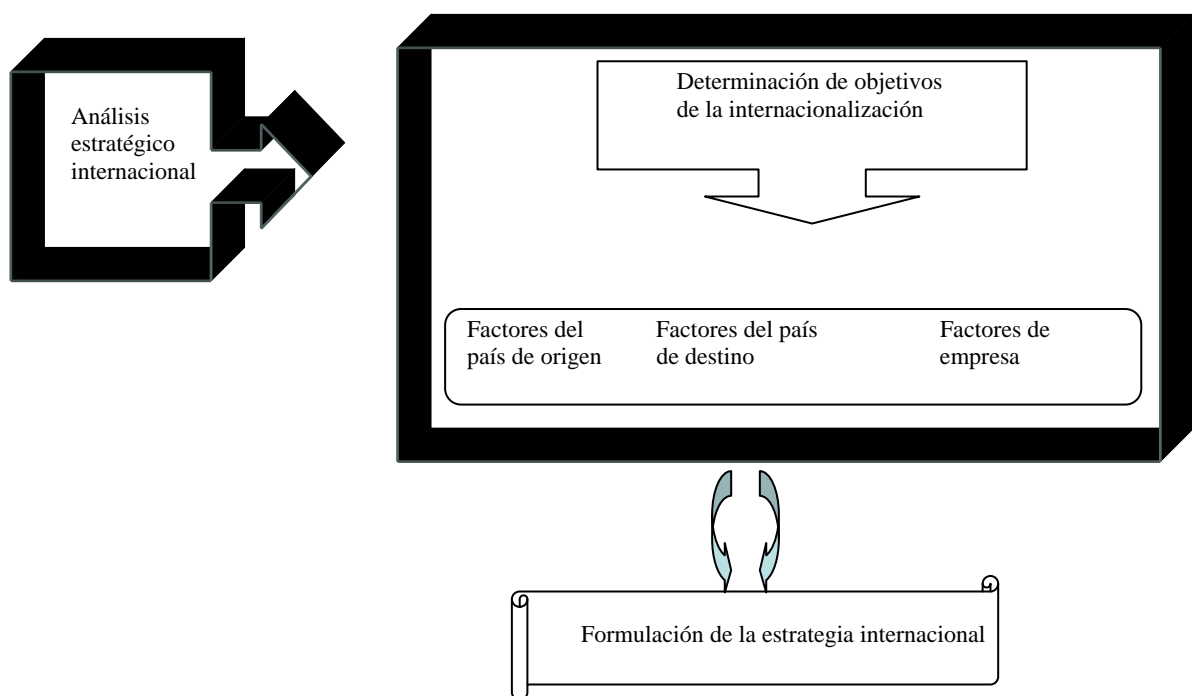 Análisis
estratégico
internacional
Determinación de objetivos
de la internacionalización
Factores del
país de origen
Factores del país
de destino
Factores de
empresa
Formulación de la estrategia internacional